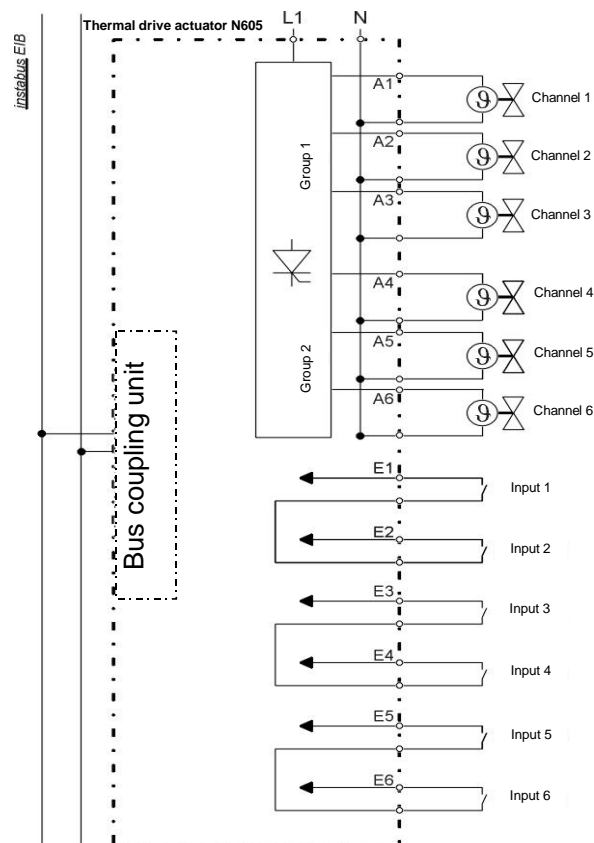 instabus EIB
Thermal drive actuator N605
L1
N
Group 1
Group 2
Bus coupling unit
A1
ϑ
Channel 1
A2
ϑ
Channel 2
A3
ϑ
Channel 3
A4
ϑ
Channel 4
A5
ϑ
Channel 5
A6
ϑ
Channel 6
E1
Input 1
E2
Input 2
E3
Input 3
E4
Input 4
E5
Input 5
E6
Input 6